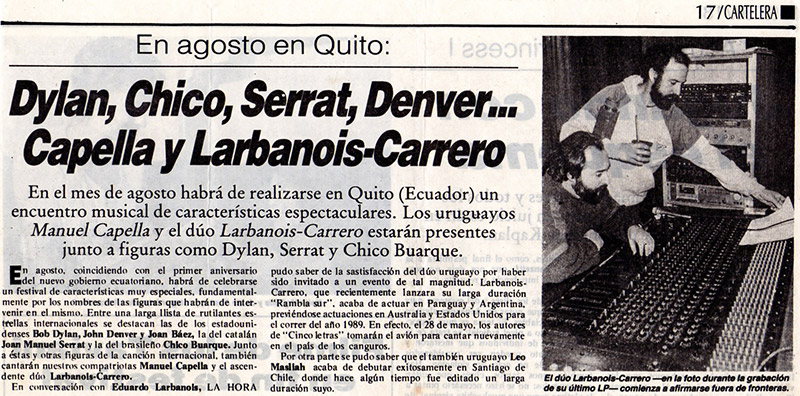 17/CARTELERA
En agosto en Quito:
Dylan, Chico, Serrat, Denver...
Capella y Larbanois-Carrero
En el mes de agosto habrá de realizarse en Quito (Ecuador) un
encuentro musical de características espectaculares. Los uruguayos
Manuel Capella y el dúo Larbanois-Carrero estarán presentes
junto a figuras como Dylan, Serrat y Chico Buarque.
En agosto, coincidiendo con el primer aniversario
del nuevo gobierno ecuatoriano, habrá de celebrarse
un festival de características muy especiales, fundamental-
mente por los nombres de las figuras que habrán de inter-
venir en el mismo. Entre una larga llista de rutilantes es-
trellas internacionales se destacan las de los estadouni-
denses Bob Dylan, John Denver y Joan Báez, la del catalán
Joan Manuel Serrat y la del brasileño Chico Buarque. Junto
a éstas y otras figuras de la canción internacional, también
cantarán nuestros compatriotas Manuel Capella y el ascen-
dente dúo Larbanois-Carrero.
En conversación con Eduardo Larbanois, LA HORA
pudo saber de la sastisfacción del dúo uruguayo por haber
sido invitado a un evento de tal magnitud. Larbanois-
Carrero, que recientemente lanzara su larga duración
"Rambla sur", acaba de actuar en Paraguay y Argentina,
previéndose actuaciones en Australia y Estados Unidos para
el correr del año 1989. En efecto, el 28 de mayo, los autores
de "Cinco letras" tomarán el avión para cantar nuevamente
en el país de los canguros.
Por otra parte se pudo saber que el también uruguayo Leo
Masliah acaba de debutar exitosamente en Santiago de
Chile, donde hace algún tiempo fue editado un larga
duración suyo.
El dúo Larbanois-Carrero —en la foto durante la grabación
de su último LP— comienza a afirmarse fuera de fronteras.